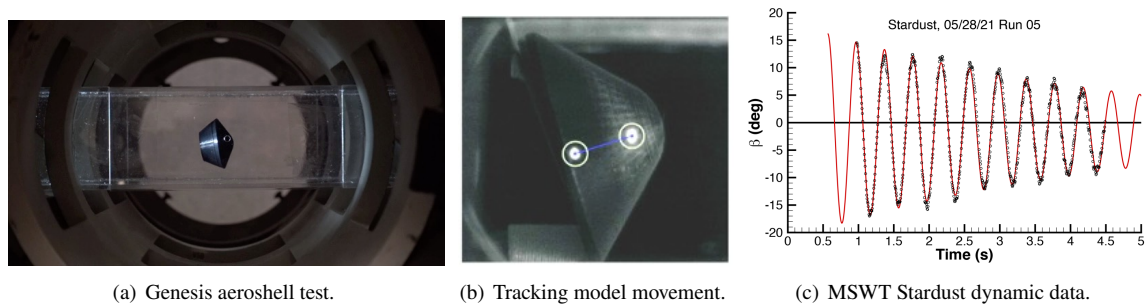 Stardust, 05/28/21 Run 05
20
15
10
5
0
-5
-10
-15
-20
β (deg)
0 0.5 1 1.5 2 2.5 3 3.5 4 4.5 5
Time (s)
(a) Genesis aeroshell test.
(b) Tracking model movement.
(c) MSWT Stardust dynamic data.